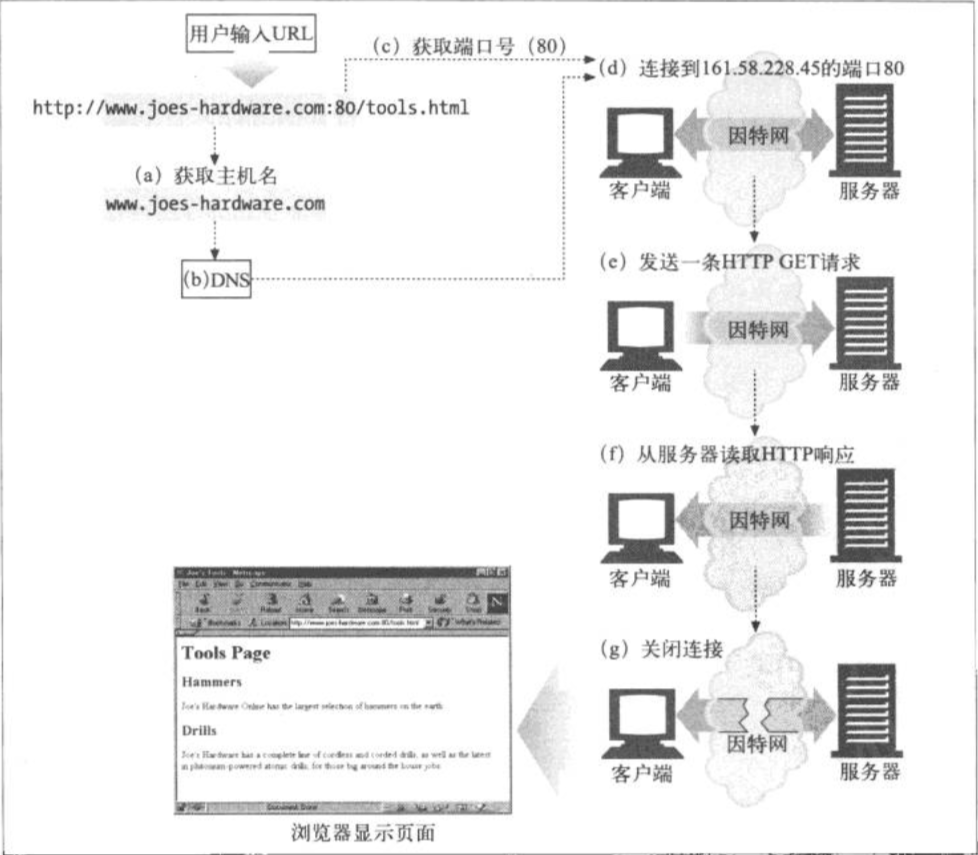 用户输入URL
(c) 获取端口号（80）
http://www.joes-hardware.com:80/tools.html
(a) 获取主机名
www.joes-hardware.com
(b)DNS
(d) 连接到161.58.228.45的端口80
因特网
客户端
服务器
(e) 发送一条HTTP GET请求
因特网
客户端
服务器
(f) 从服务器读取HTTP响应
因特网
客户端
服务器
(g) 关闭连接
因特网
客户端
服务器
Joe's Tools - Netscape
File Edit View Go Communicator Help
Back Reload Home Search Netscape Print Security Stop
Bookmarks Location: http://www.joes-hardware.com:80/tools.html What's Related
Tools Page
Hammers
Joe's Hardware Online has the largest selection of hammers on the earth.
Drills
Joe's Hardware has a complete line of cordless and corded drills, as well as the latest
in plutonium-powered atomic drills, for those big around the house jobs.
Document: Done
浏览器显示页面